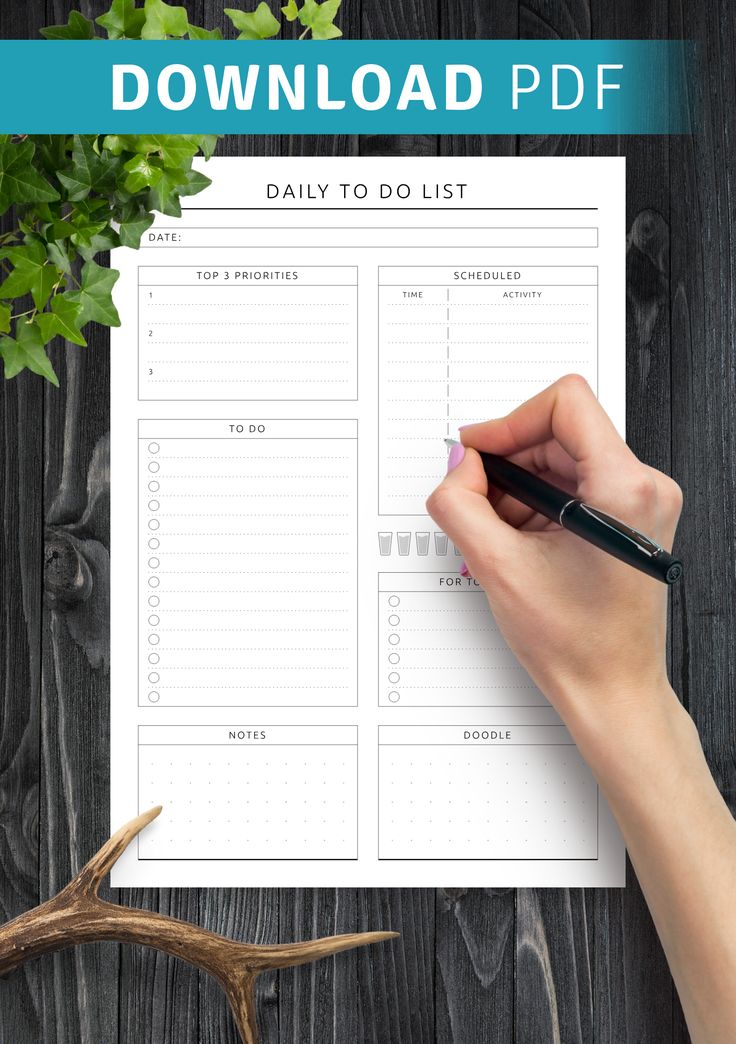 DOWNLOAD PDF
DAILY TO DO LIST
DATE:
TOP 3 PRIORITIES
1
2
3
SCHEDULED
TIME ACTIVITY
TO DO
FOR
NOTES
DOODLE